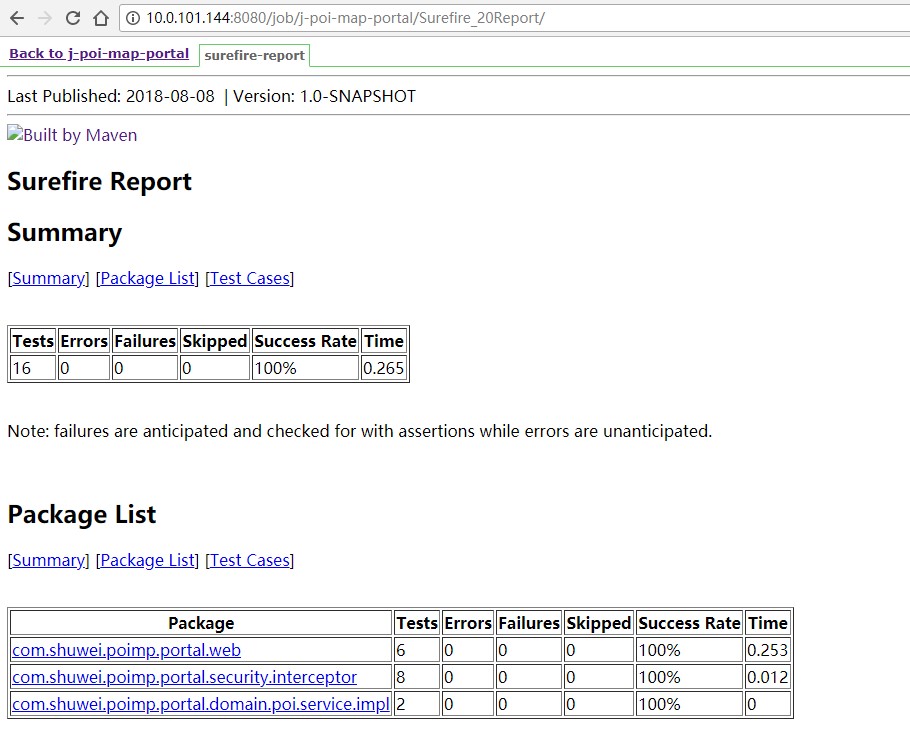 10.0.101.144:8080/job/j-poi-map-portal/Surefire_20Report/
Back to j-poi-map-portal surefire-report
Last Published: 2018-08-08 | Version: 1.0-SNAPSHOT
Built by Maven
Surefire Report
Summary
[Summary] [Package List] [Test Cases]
Tests Errors Failures Skipped Success Rate Time
16 0 0 0 100% 0.265
Note: failures are anticipated and checked for with assertions while errors are unanticipated.
Package List
[Summary] [Package List] [Test Cases]
Package Tests Errors Failures Skipped Success Rate Time
com.shuwei.poimp.portal.web 6 0 0 0 100% 0.253
com.shuwei.poimp.portal.security.interceptor 8 0 0 0 100% 0.012
com.shuwei.poimp.portal.domain.poi.service.impl 2 0 0 0 100% 0